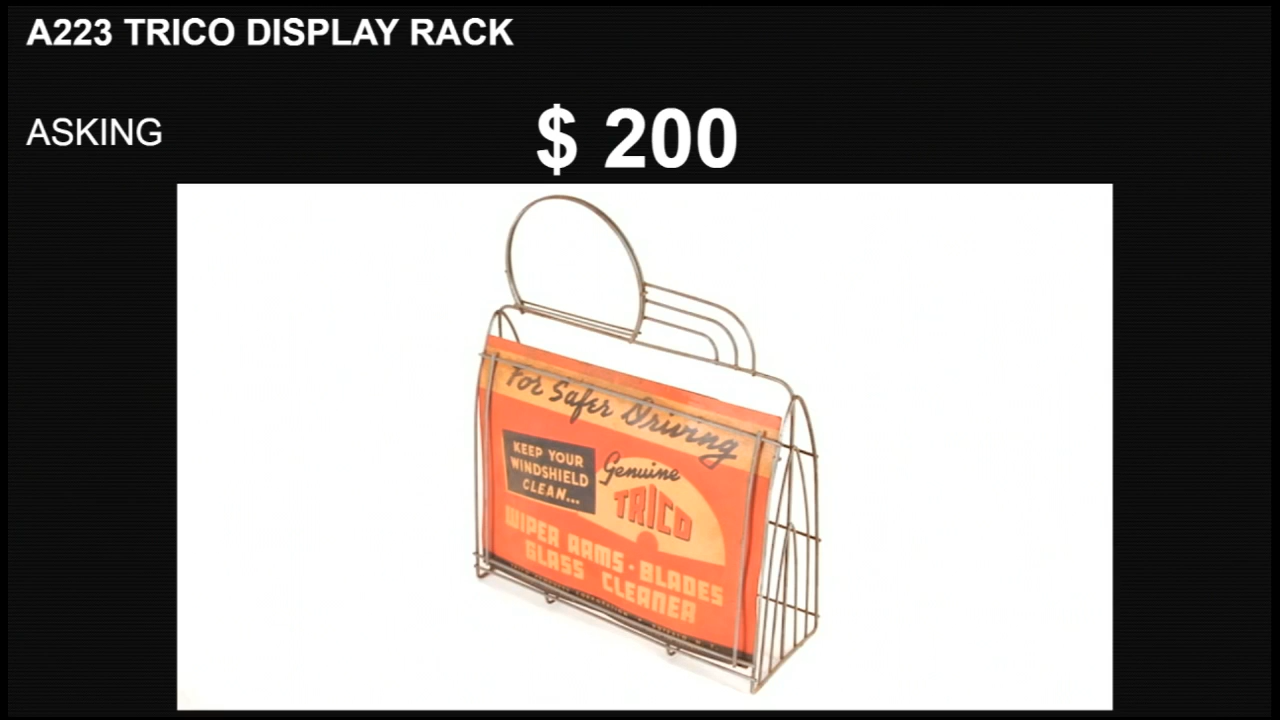 A223 TRICO DISPLAY RACK
ASKING
$ 200
For Safer Driving
KEEP YOUR
WINDSHIELD
CLEAN...
Genuine
TRICO
WIPER ARMS • BLADES
GLASS CLEANER